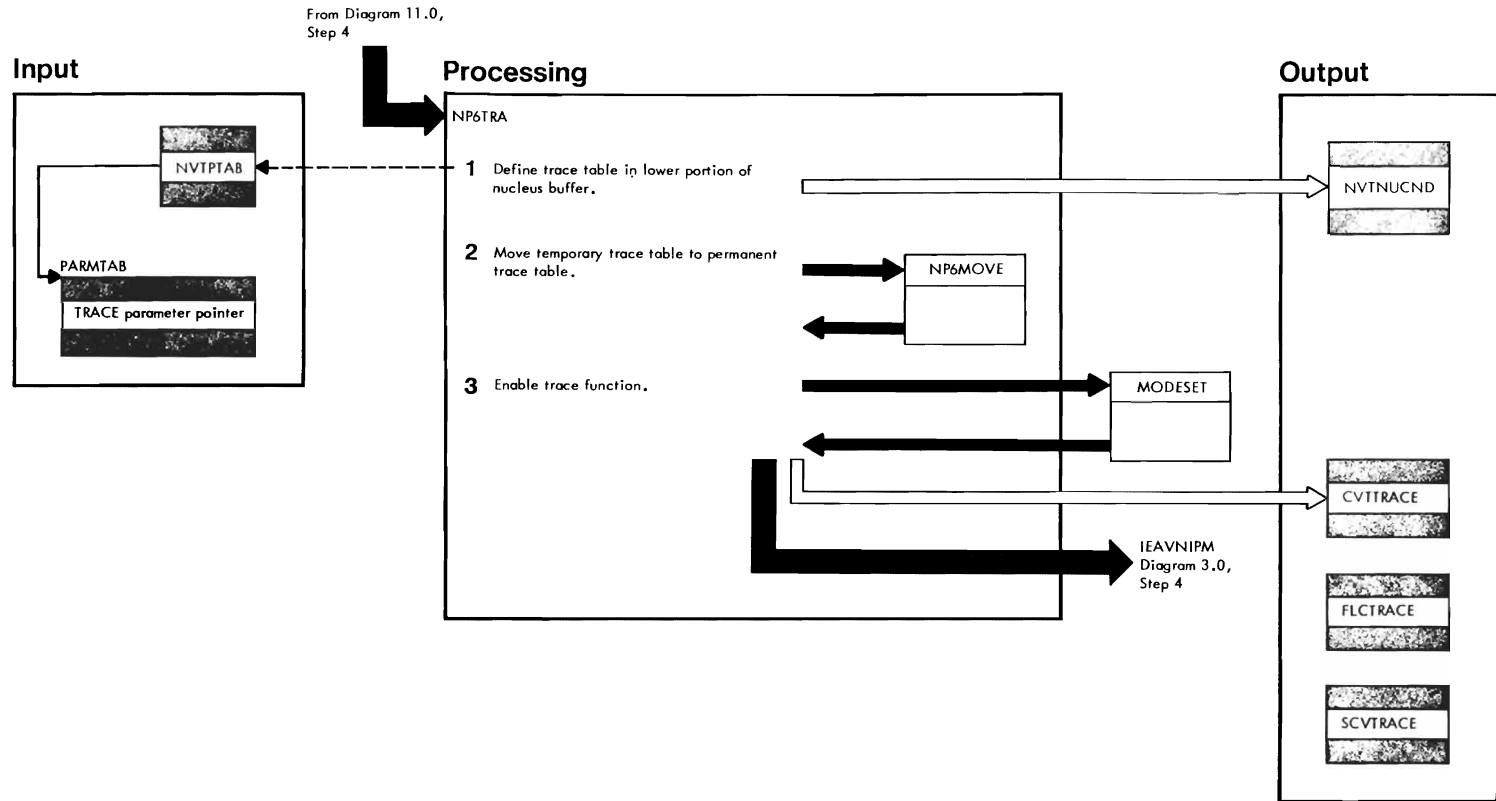 From Diagram 11.0,
Step 4
Input
Processing
Output
NP6TRA
NVTPTAB
1 Define trace table in lower portion of
nucleus buffer.
NVTNUCND
2 Move temporary trace table to permanent
trace table.
NP6MOVE
PARMTAB
TRACE parameter pointer
3 Enable trace function.
MODESET
CVTTRACE
IEAVNIPM
Diagram 3.0,
Step 4
FLCTRACE
SCVTRACE